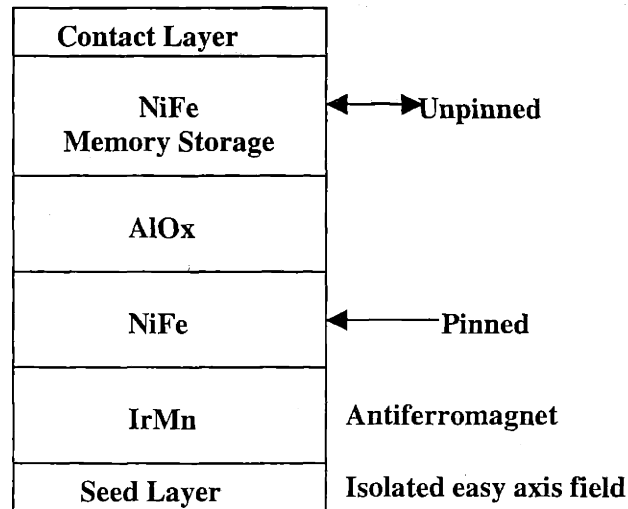 Contact Layer
NiFe
Memory Storage
Unpinned
AlOx
NiFe
Pinned
IrMn
Antiferromagnet
Seed Layer
Isolated easy axis field